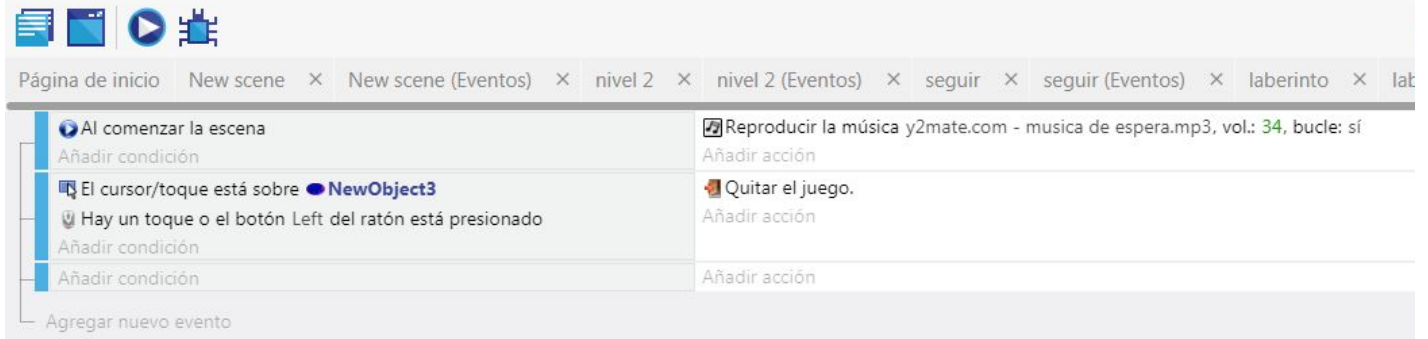 Página de inicio New scene × New scene (Eventos) × nivel 2 × nivel 2 (Eventos) × seguir × seguir (Eventos) × laberinto × lab
Al comenzar la escena
Añadir condición
Reproducir la música y2mate.com - musica de espera.mp3, vol.: 34, bucle: sí
Añadir acción
El cursor/toque está sobre NewObject3
Hay un toque o el botón Left del ratón está presionado
Añadir condición
Quitar el juego.
Añadir acción
Añadir condición
Añadir acción
Agregar nuevo evento